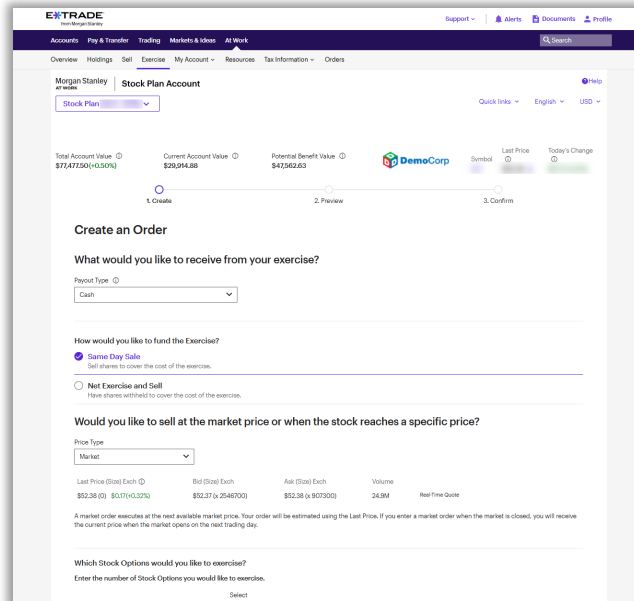 E*TRADE
from Morgan Stanley
Support
Alerts
Documents
Profile
Accounts Pay & Transfer Trading Markets & Ideas At Work
Search
Overview Holdings Sell Exercise My Account Resources Tax Information Orders
Morgan Stanley
AT WORK
Stock Plan Account
Help
Stock Plan
Quick links English USD
Total Account Value
$77,477.50(+0.50%)
Current Account Value
$29,914.88
Potential Benefit Value
$47,562.63
DemoCorp
Symbol
Last Price
Today's Change
1. Create
2. Preview
3. Confirm
Create an Order
What would you like to receive from your exercise?
Payout Type
Cash
How would you like to fund the Exercise?
Same Day Sale
Sell shares to cover the cost of the exercise.
Net Exercise and Sell
Have shares withheld to cover the cost of the exercise.
Would you like to sell at the market price or when the stock reaches a specific price?
Price Type
Market
Last Price (Size) Exch Bid (Size) Exch Ask (Size) Exch Volume
$52.38 (0) $0.17(+0.32%) $52.37 (x 2546700) $52.38 (x 907300) 24.9M Real-Time Quote
A market order executes at the next available market price. Your order will be estimated using the Last Price. If you enter a market order when the market is closed, you will receive
the current price when the market opens on the next trading day.
Which Stock Options would you like to exercise?
Enter the number of Stock Options you would like to exercise.
Select